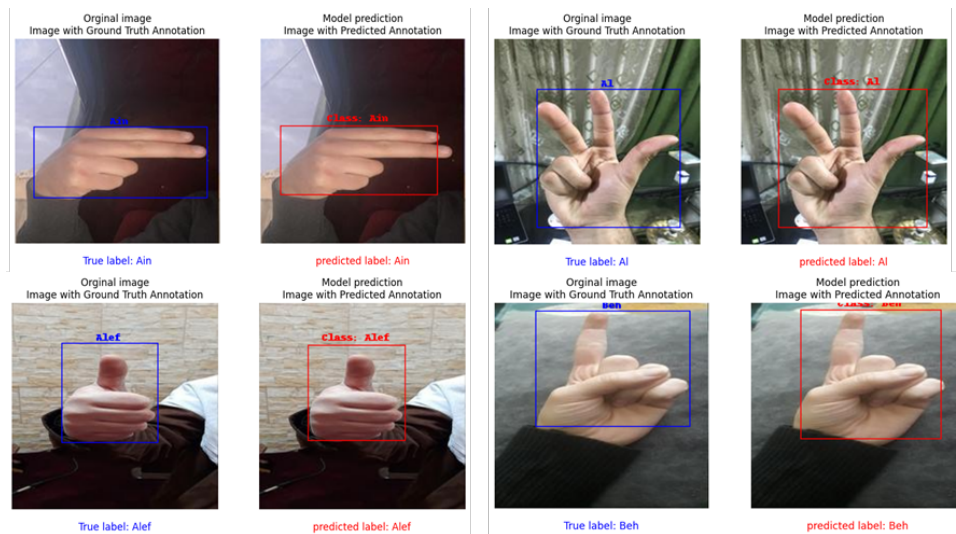 Orginal image
Image with Ground Truth Annotation
Ain
True label: Ain
Model prediction
Image with Predicted Annotation
Class: Ain
predicted label: Ain
Orginal image
Image with Ground Truth Annotation
Al
True label: Al
Model prediction
Image with Predicted Annotation
Class: Al
predicted label: Al
Orginal image
Image with Ground Truth Annotation
Alef
True label: Alef
Model prediction
Image with Predicted Annotation
Class: Alef
predicted label: Alef
Orginal image
Image with Ground Truth Annotation
Beh
True label: Beh
Model prediction
Image with Predicted Annotation
Class: Beh
predicted label: Beh